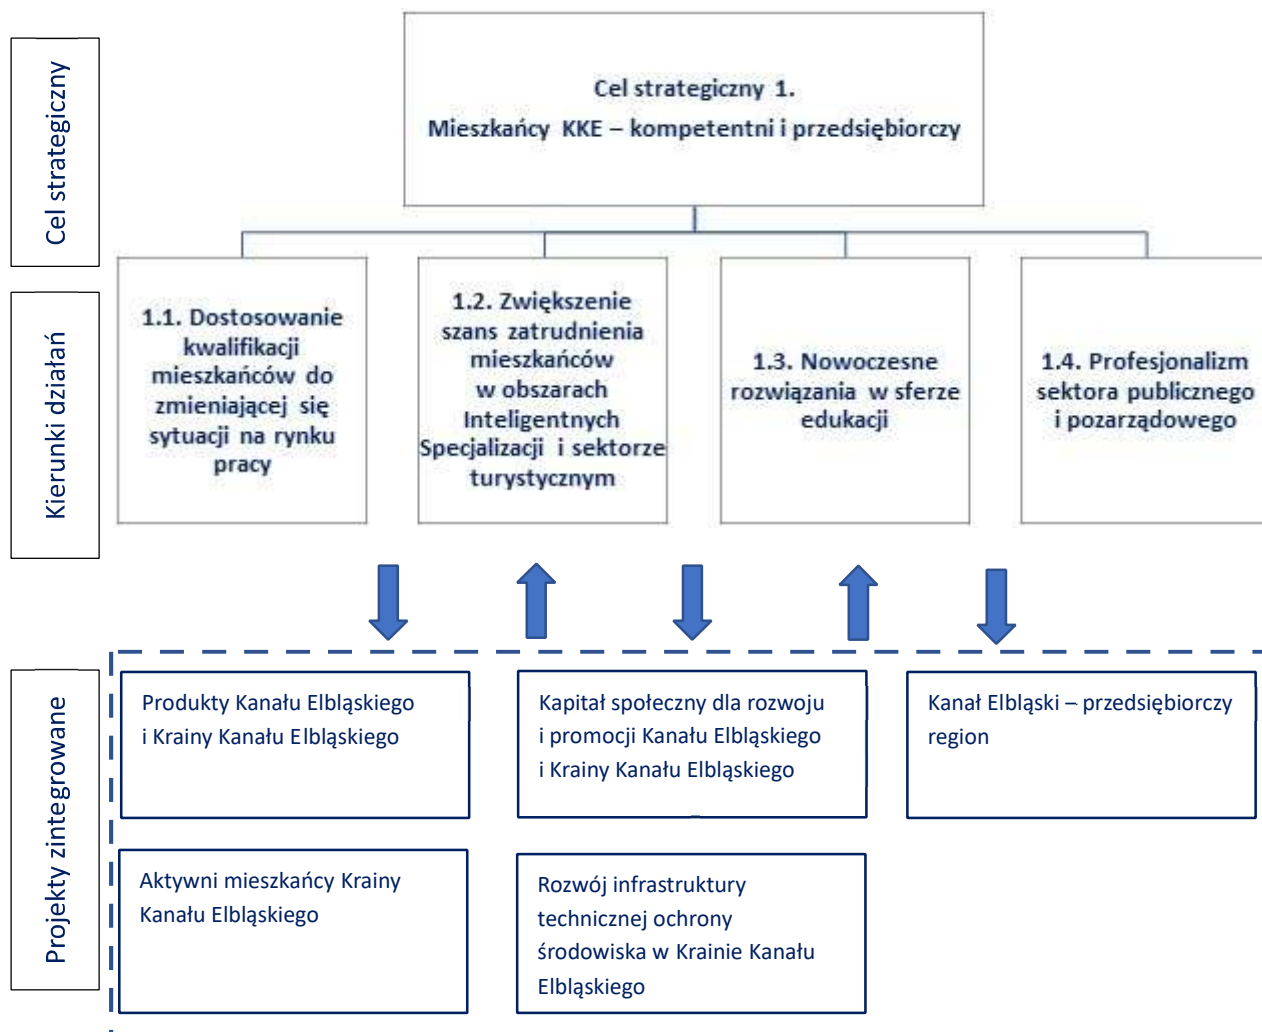 Cel strategiczny
Cel strategiczny 1.
Mieszkańcy KKE – kompetentni i przedsiębiorczy
Kierunki działań
1.1. Dostosowanie
kwalifikacji
mieszkańców do
zmieniającej się
sytuacji na rynku
pracy
1.2. Zwiększenie
szans zatrudnienia
mieszkańców
w obszarach
Inteligentnych
Specjalizacji i sektorze
turystycznym
1.3. Nowoczesne
rozwiązania w sferze
edukacji
1.4. Profesjonalizm
sektora publicznego
i pozarządowego
Projekty zintegrowane
Produkty Kanału Elbląskiego
i Krainy Kanału Elbląskiego
Kapitał społeczny dla rozwoju
i promocji Kanału Elbląskiego
i Krainy Kanału Elbląskiego
Kanał Elbląski – przedsiębiorczy
region
Aktywni mieszkańcy Krainy
Kanału Elbląskiego
Rozwój infrastruktury
technicznej ochrony
środowiska w Krainie Kanału
Elbląskiego